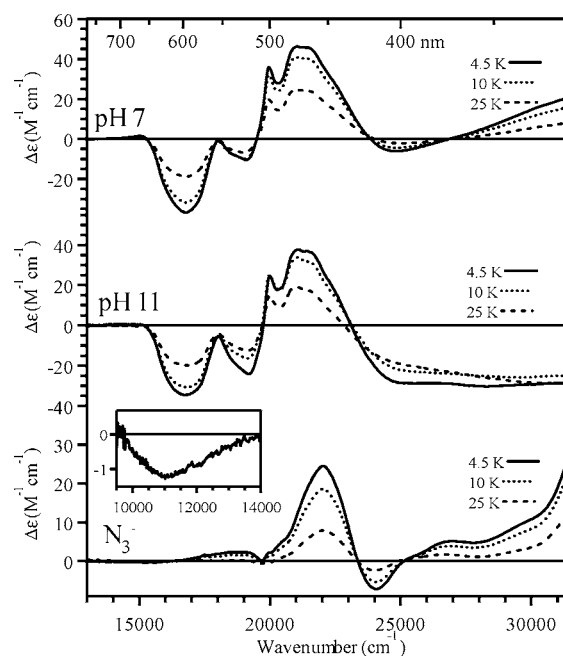 700 600 500 400 nm
60
40
20
0
-20
Δε(M⁻¹ cm⁻¹)
pH 7
4.5 K
10 K
25 K
40
20
0
-20
-40
Δε(M⁻¹ cm⁻¹)
pH 11
4.5 K
10 K
25 K
0
-1
10000 12000 14000
30
20
10
0
Δε(M⁻¹ cm⁻¹)
N₃⁻
4.5 K
10 K
25 K
15000 20000 25000 30000
Wavenumber (cm⁻¹)